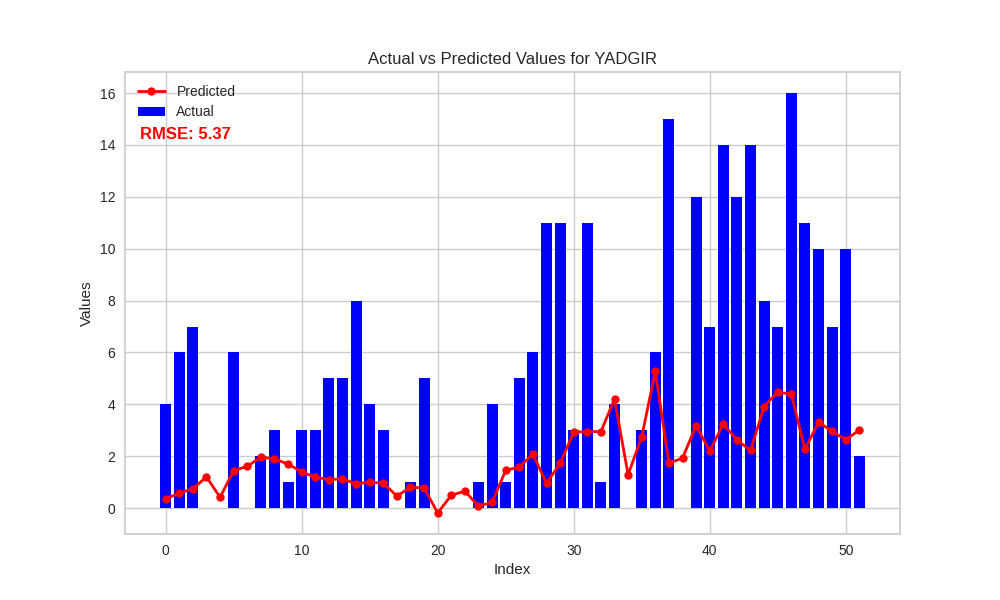 Actual vs Predicted Values for YADGIR
Predicted
Actual
RMSE: 5.37
Values
16
14
12
10
8
6
4
2
0
0 10 20 30 40 50
Index